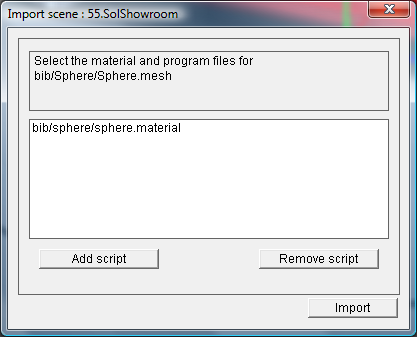 Import scene : 55.SolShowroom
Select the material and program files for
bib/Sphere/Sphere.mesh
bib/sphere/sphere.material
Add script
Remove script
Import